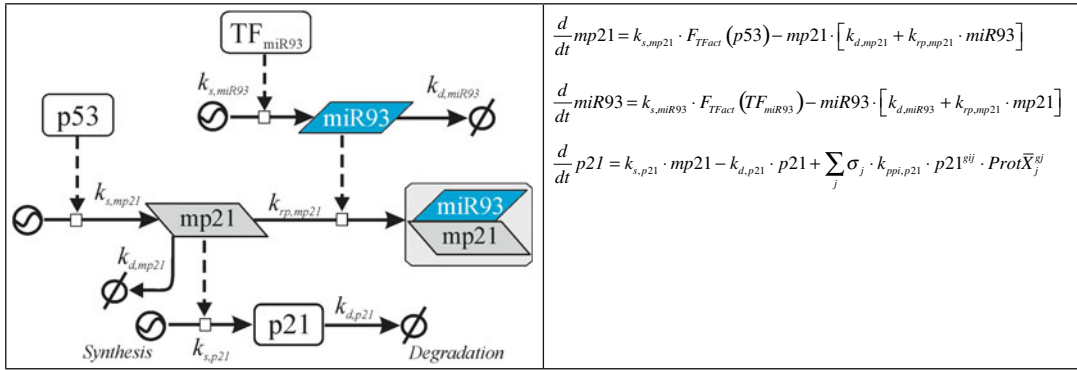 TF_miR93
k_s,miR93
k_d,miR93
miR93
p53
k_s,mp21
mp21
k_rp,mp21
miR93
mp21
k_d,mp21
p21
k_d,p21
Synthesis
k_s,p21
Degradation
d/dt mp21 = k_s,mp21 · F_TFact (p53) − mp21 · [k_d,mp21 + k_rp,mp21 · miR93]
d/dt miR93 = k_s,miR93 · F_TFact (TF_miR93) − miR93 · [k_d,miR93 + k_rp,mp21 · mp21]
d/dt p21 = k_s,p21 · mp21 − k_d,p21 · p21 + ∑_j σ_j · k_ppi,p21 · p21^gij · ProtX̅_j^gj